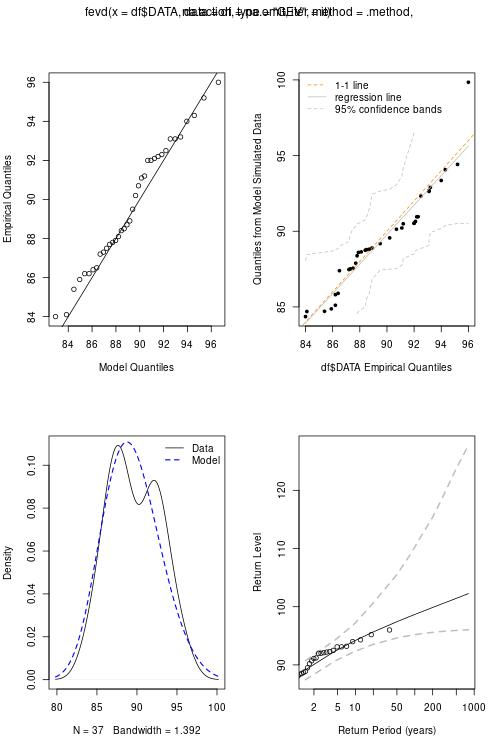 fevd(x = df$DATA,
method = .method,
96
94
92
90
88
86
84
Empirical Quantiles
84 86 88 90 92 94 96
Model Quantiles
100
95
90
85
Quantiles from Model Simulated Data
1-1 line
regression line
95% confidence bands
84 86 88 90 92 94 96
df$DATA Empirical Quantiles
0.10
0.08
0.06
0.04
0.02
0.00
Density
Data
Model
80 85 90 95 100
N = 37 Bandwidth = 1.392
120
110
100
90
Return Level
2 5 10 50 200 1000
Return Period (years)